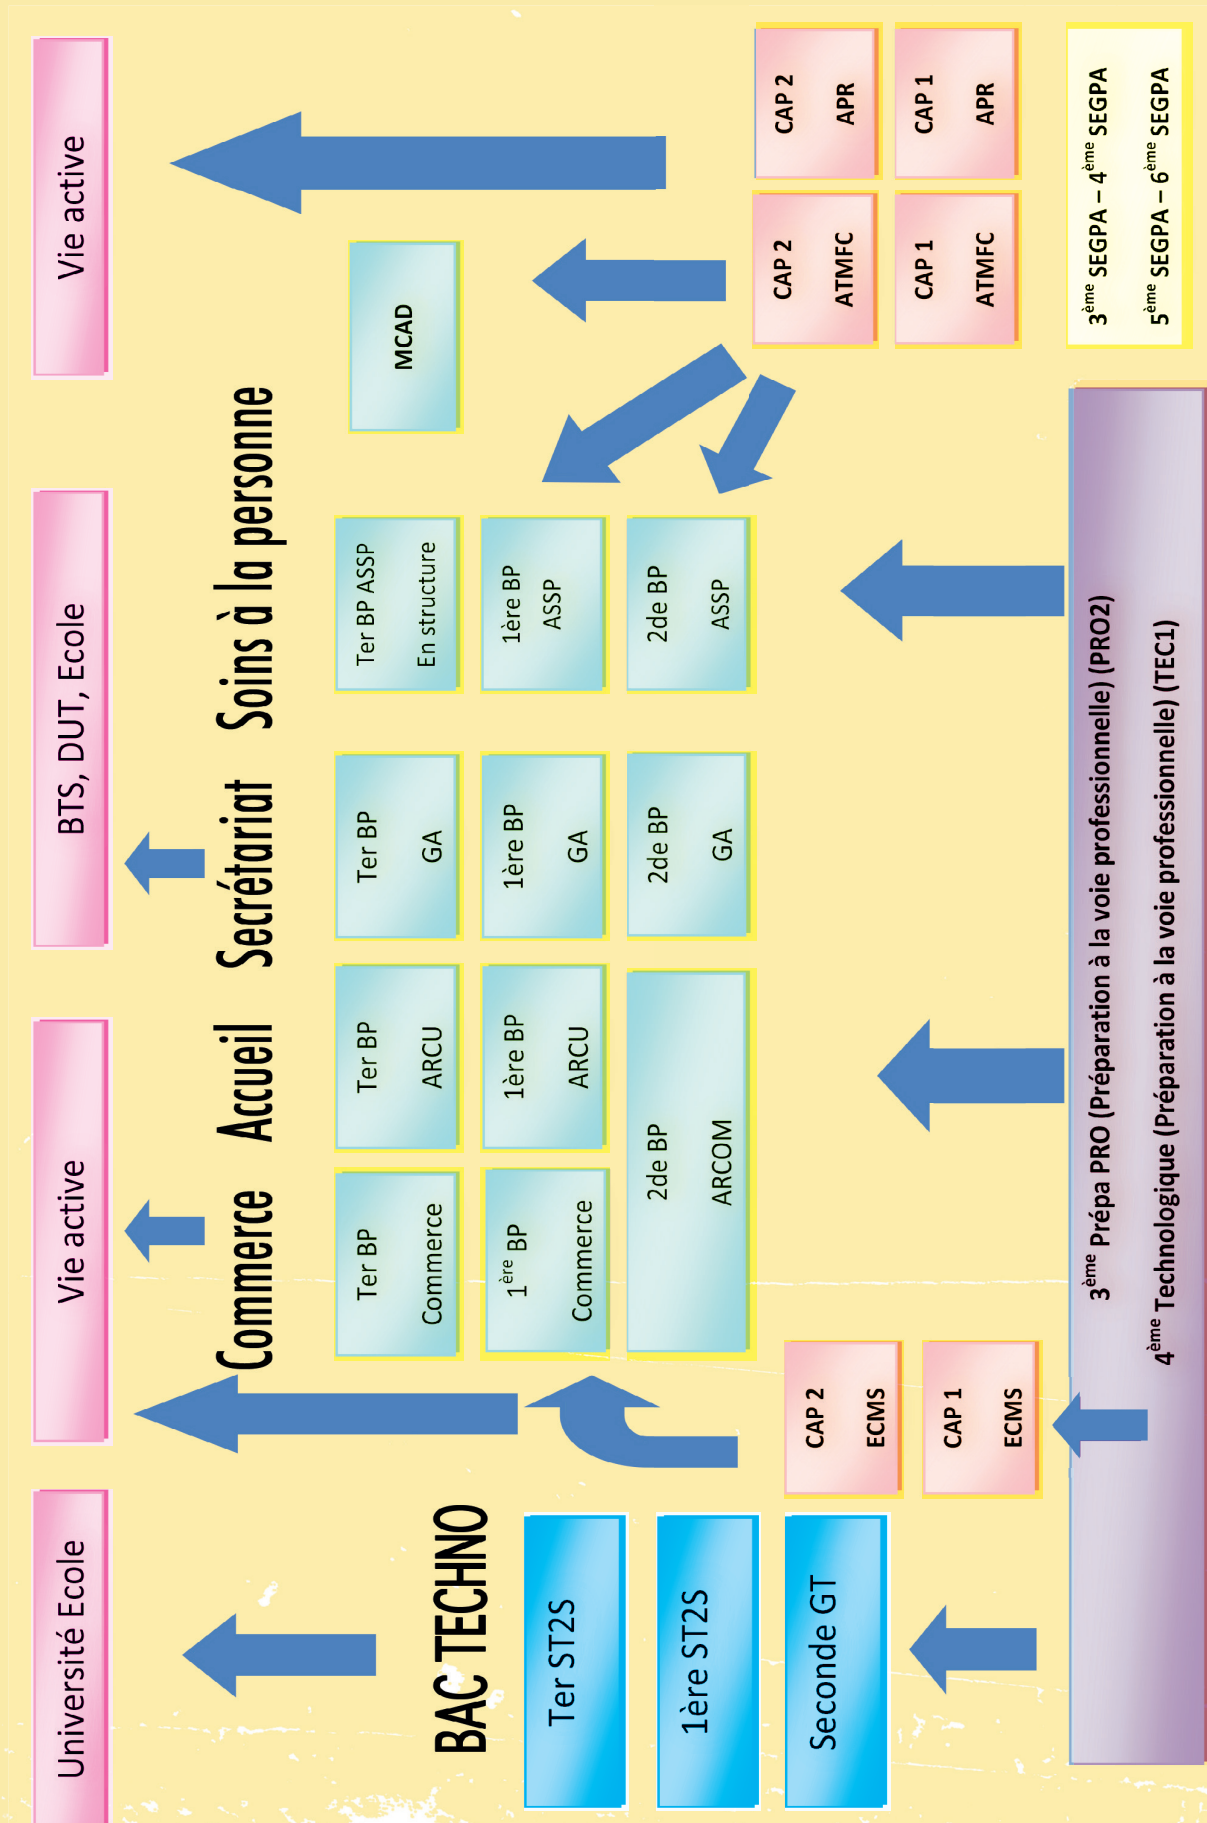 Université Ecole
Vie active
BTS, DUT, Ecole
Vie active
Commerce
Accueil
Secrétariat
Soins à la personne
BAC TECHNO
Ter ST2S
1ère ST2S
Seconde GT
Ter BP
Commerce
Ter BP
ARCU
Ter BP
GA
Ter BP ASSP
En structure
MCAD
1ère BP
Commerce
1ère BP
ARCU
1ère BP
GA
1ère BP
ASSP
2de BP
ARCOM
2de BP
GA
2de BP
ASSP
CAP 2
ECMS
CAP 1
ECMS
CAP 2
ATMFC
CAP 2
APR
CAP 1
ATMFC
CAP 1
APR
3ème Prépa PRO (Préparation à la voie professionnelle) (PRO2)
4ème Technologique (Préparation à la voie professionnelle) (TEC1)
3ème SEGPA – 4ème SEGPA
5ème SEGPA – 6ème SEGPA